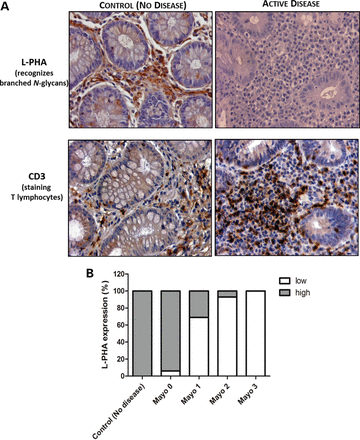 A
CONTROL (NO DISEASE)
ACTIVE DISEASE
L-PHA
(recognizes
branched N-glycans)
CD3
(staining
T lymphocytes)
B
L-PHA expression (%)
120
100
80
60
40
20
0
low
high
Control (No disease)
Mayo 0
Mayo 1
Mayo 2
Mayo 3